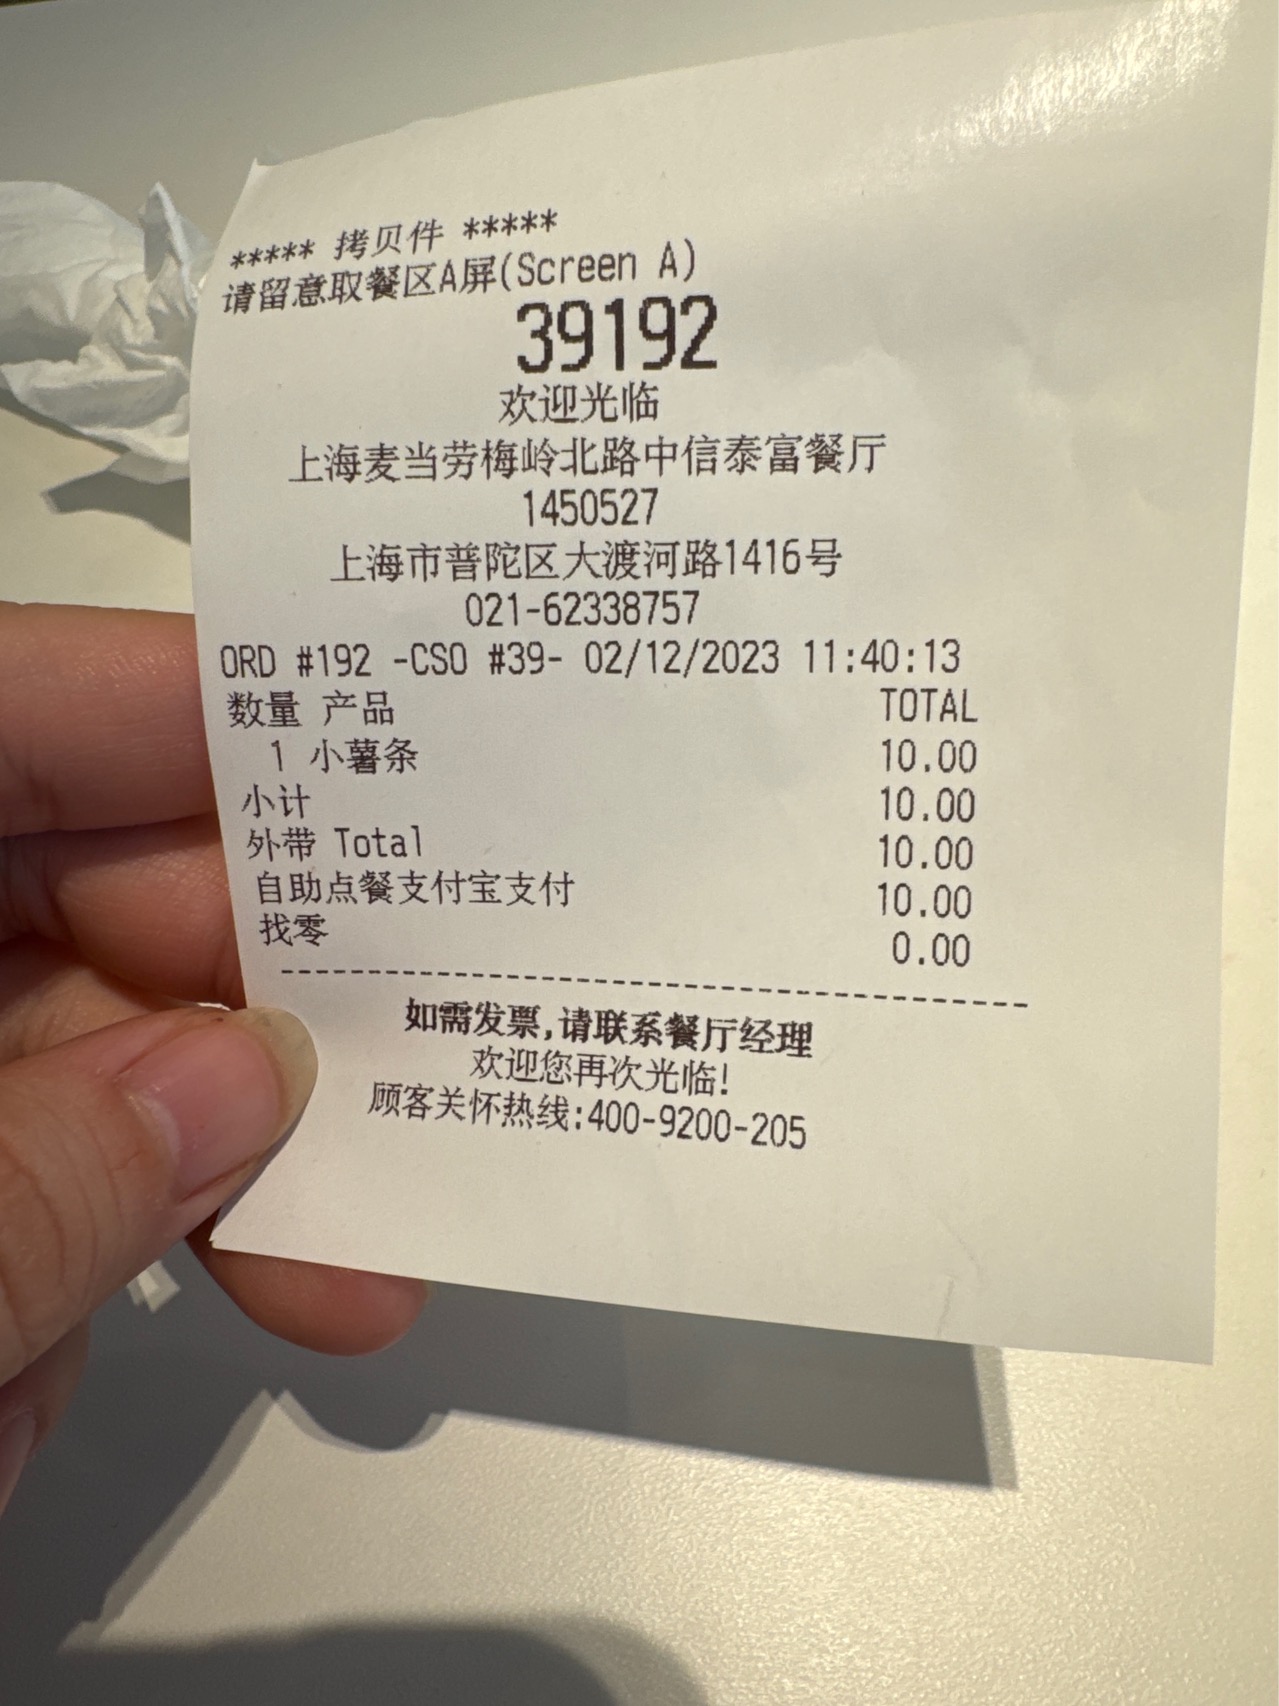 ***** 拷贝件 *****
请留意取餐区A屏(Screen A)
39192
欢迎光临
上海麦当劳梅岭北路中信泰富餐厅
1450527
上海市普陀区大渡河路1416号
021-62338757
ORD #192 -CSO #39- 02/12/2023 11:40:13
数量 产品 TOTAL
1 小薯条 10.00
小计 10.00
外带 Total 10.00
自助点餐支付宝支付 10.00
找零 0.00
如需发票,请联系餐厅经理
欢迎您再次光临!
顾客关怀热线:400-9200-205